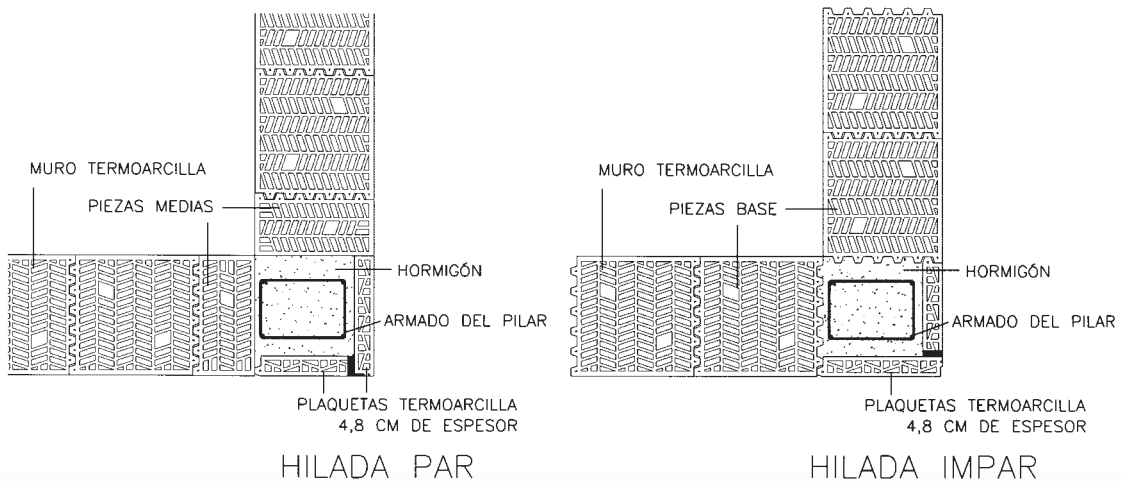 MURO TERMOARCILLA
PIEZAS MEDIAS
HORMIGÓN
ARMADO DEL PILAR
PLAQUETAS TERMOARCILLA
4,8 CM DE ESPESOR
HILADA PAR
MURO TERMOARCILLA
PIEZAS BASE
HORMIGÓN
ARMADO DEL PILAR
PLAQUETAS TERMOARCILLA
4,8 CM DE ESPESOR
HILADA IMPAR